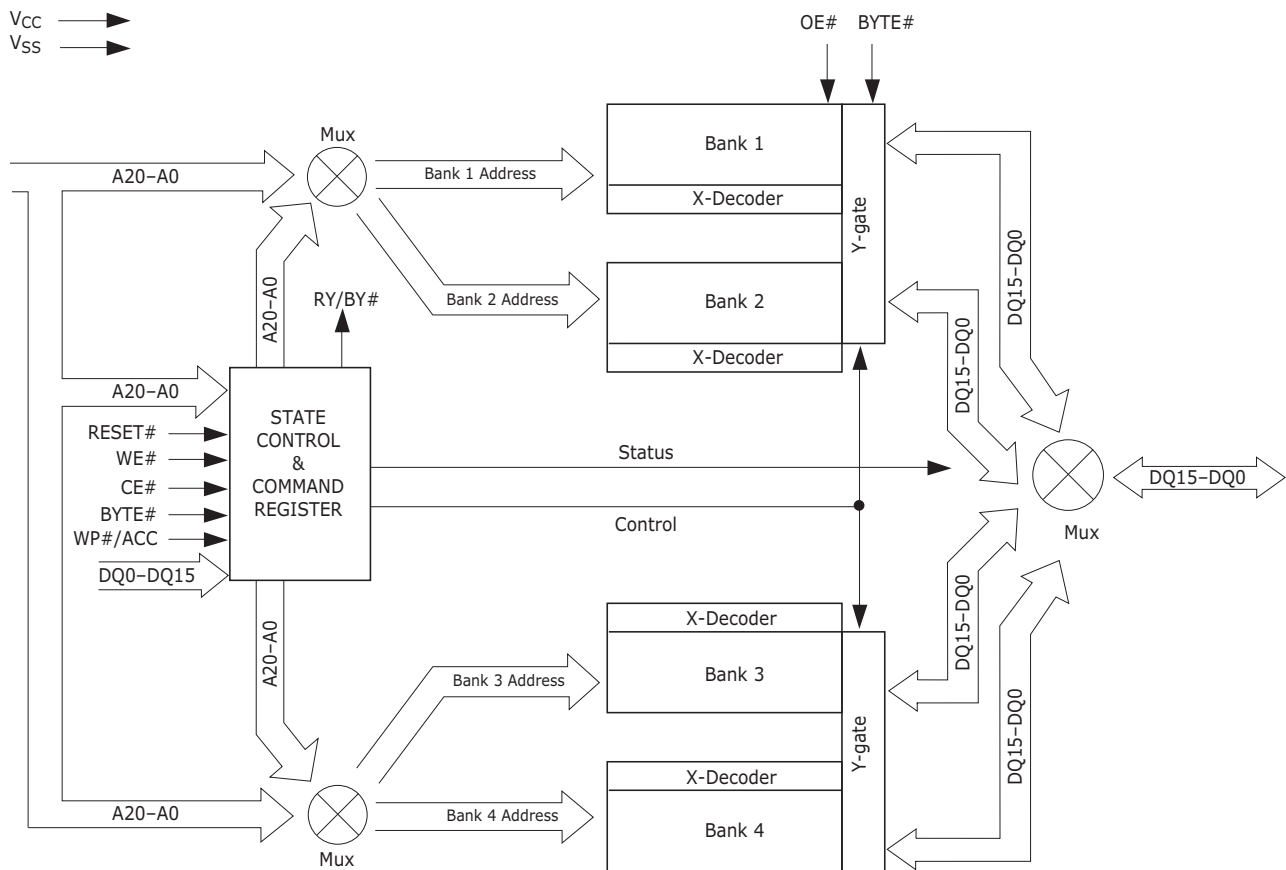 VCC
VSS
OE# BYTE#
Mux
A20–A0
Bank 1 Address
Bank 1
X-Decoder
Y-gate
DQ15–DQ0
A20–A0
RY/BY#
Bank 2 Address
Bank 2
X-Decoder
DQ15–DQ0
A20–A0
STATE
CONTROL
&
COMMAND
REGISTER
RESET#
WE#
CE#
BYTE#
WP#/ACC
DQ0–DQ15
Status
Control
DQ15–DQ0
Mux
A20–A0
X-Decoder
Bank 3 Address
Bank 3
Y-gate
DQ15–DQ0
DQ15–DQ0
X-Decoder
A20–A0
Mux
Bank 4 Address
Bank 4